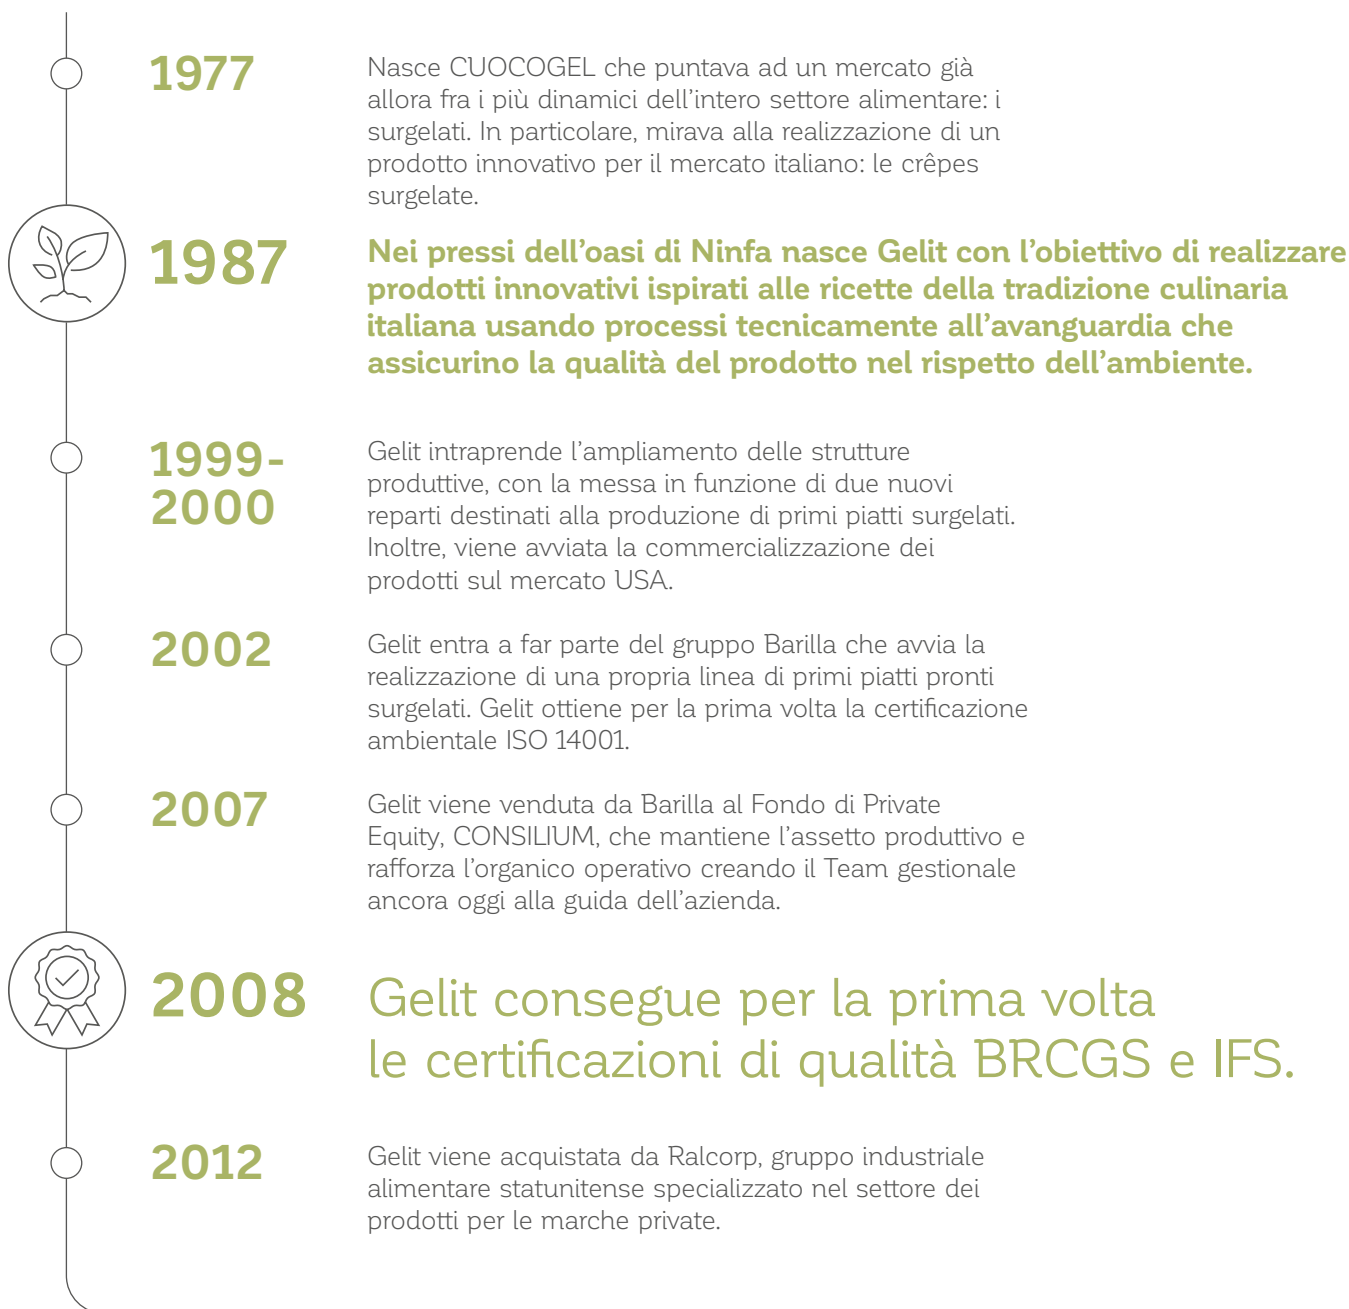 1977
Nasce CUOCOGEL che puntava ad un mercato già
allora fra i più dinamici dell’intero settore alimentare: i
surgelati. In particolare, mirava alla realizzazione di un
prodotto innovativo per il mercato italiano: le crêpes
surgelate.
1987
Nei pressi dell’oasi di Ninfa nasce Gelit con l’obiettivo di realizzare
prodotti innovativi ispirati alle ricette della tradizione culinaria
italiana usando processi tecnicamente all’avanguardia che
assicurino la qualità del prodotto nel rispetto dell’ambiente.
1999-
2000
Gelit intraprende l’ampliamento delle strutture
produttive, con la messa in funzione di due nuovi
reparti destinati alla produzione di primi piatti surgelati.
Inoltre, viene avviata la commercializzazione dei
prodotti sul mercato USA.
2002
Gelit entra a far parte del gruppo Barilla che avvia la
realizzazione di una propria linea di primi piatti pronti
surgelati. Gelit ottiene per la prima volta la certificazione
ambientale ISO 14001.
2007
Gelit viene venduta da Barilla al Fondo di Private
Equity, CONSILIUM, che mantiene l’assetto produttivo e
rafforza l’organico operativo creando il Team gestionale
ancora oggi alla guida dell’azienda.
2008
Gelit consegue per la prima volta
le certificazioni di qualità BRCGS e IFS.
2012
Gelit viene acquistata da Ralcorp, gruppo industriale
alimentare statunitense specializzato nel settore dei
prodotti per le marche private.